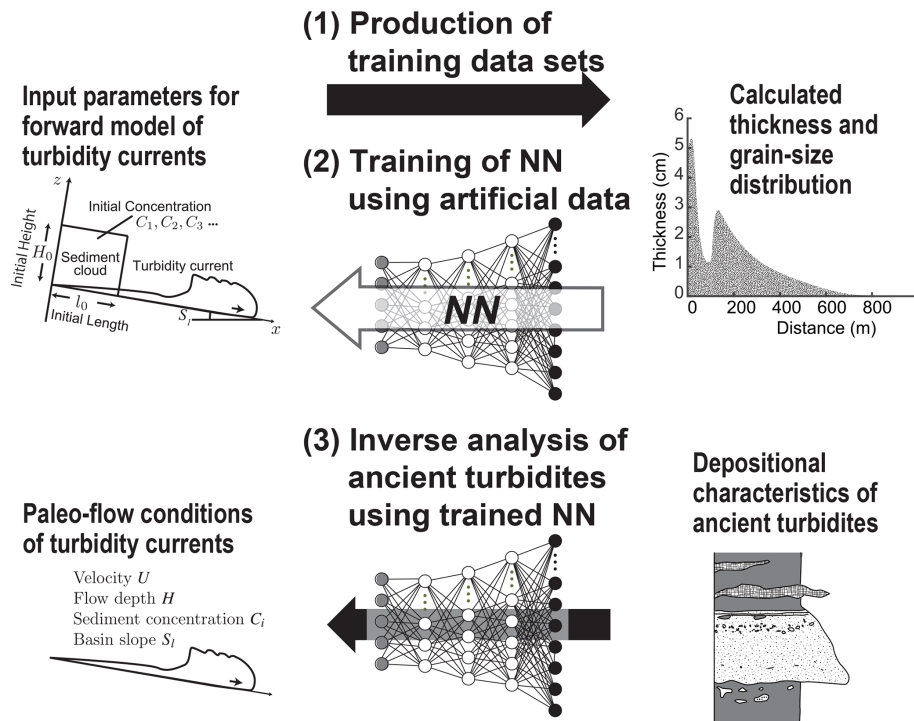 (1) Production of
training data sets
Input parameters for
forward model of
turbidity currents
z
Initial Height
H₀
Initial Concentration
C₁, C₂, C₃ ···
Sediment
cloud
Turbidity current
l₀
Initial Length
Sₗ
x
(2) Training of NN
using artificial data
NN
Calculated
thickness and
grain-size
distribution
Thickness (cm)
6
5
4
3
2
1
0
0 200 400 600 800
Distance (m)
(3) Inverse analysis of
ancient turbidites
using trained NN
Paleo-flow conditions
of turbidity currents
Velocity U
Flow depth H
Sediment concentration Cᵢ
Basin slope Sₗ
Depositional
characteristics of
ancient turbidites